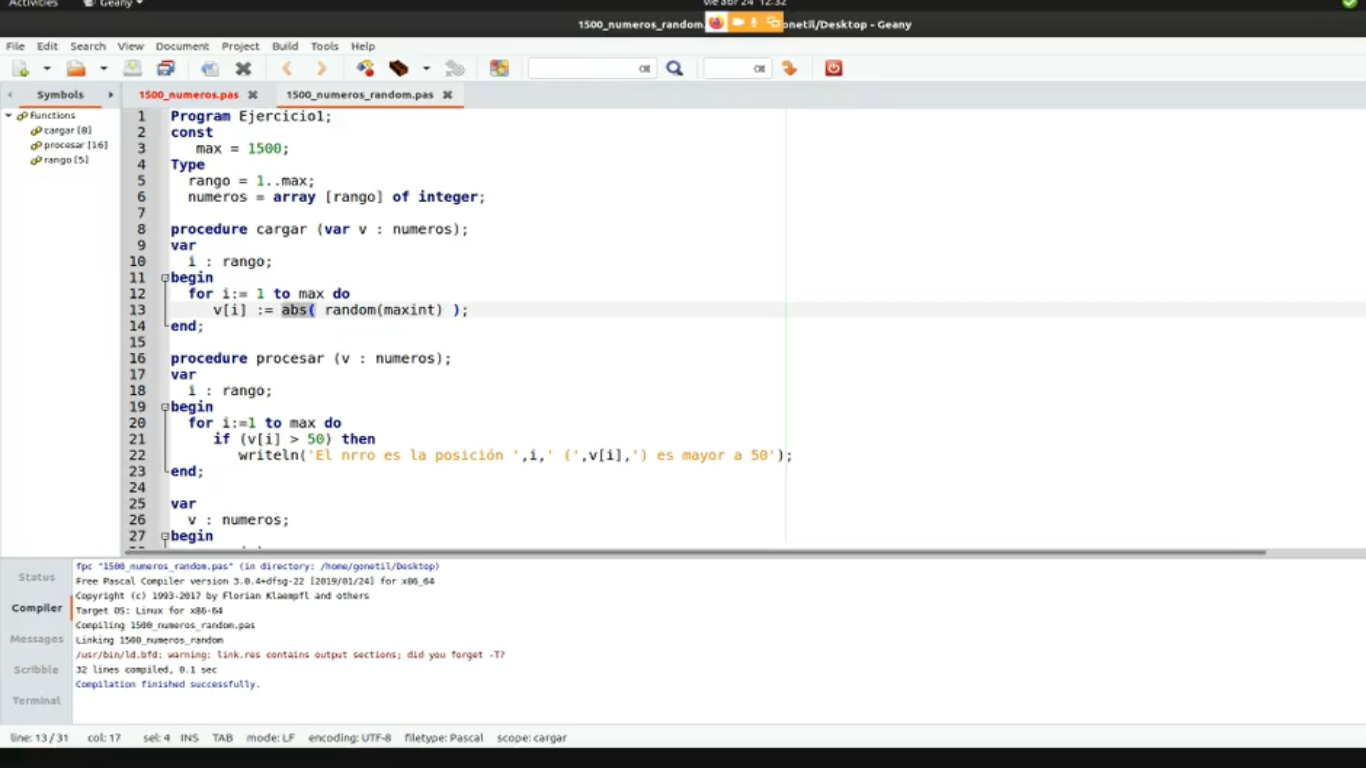 Activities Geany
vie abr 24 12:32
1500_numeros_random. onetil/Desktop - Geany
File Edit Search View Document Project Build Tools Help
Symbols 1500_numeros.pas 1500_numeros_random.pas
Functions
cargar [8]
procesar [16]
rango [5]
1 Program Ejercicio1;
2 const
3 max = 1500;
4 Type
5 rango = 1..max;
6 numeros = array [rango] of integer;
7
8 procedure cargar (var v : numeros);
9 var
10 i : rango;
11 begin
12 for i:= 1 to max do
13 v[i] := abs( random(maxint) );
14 end;
15
16 procedure procesar (v : numeros);
17 var
18 i : rango;
19 begin
20 for i:=1 to max do
21 if (v[i] > 50) then
22 writeln('El nrro es la posición ',i,' (',v[i],') es mayor a 50');
23 end;
24
25 var
26 v : numeros;
27 begin
Status
Compiler
Messages
Scribble
Terminal
fpc "1500_numeros_random.pas" (in directory: /home/gonetil/Desktop)
Free Pascal Compiler version 3.0.4+dfsg-22 [2019/01/24] for x86_64
Copyright (c) 1993-2017 by Florian Klaempfl and others
Target OS: Linux for x86-64
Compiling 1500_numeros_random.pas
Linking 1500_numeros_random
/usr/bin/ld.bfd: warning: link.res contains output sections; did you forget -T?
32 lines compiled, 0.1 sec
Compilation finished successfully.
line: 13 / 31 col: 17 sel: 4 INS TAB mode: LF encoding: UTF-8 filetype: Pascal scope: cargar